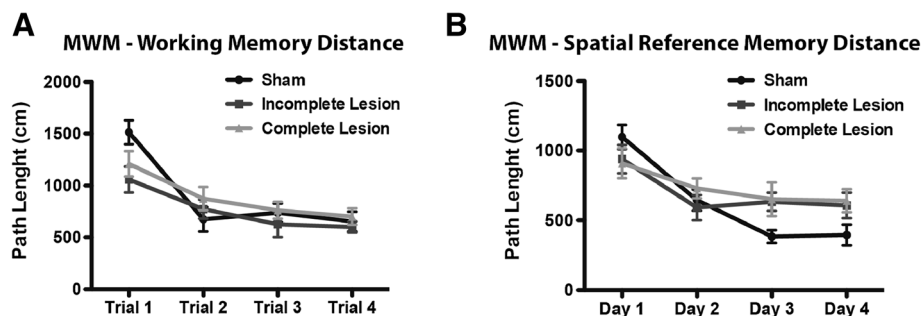 A
MWM - Working Memory Distance
Path Lenght (cm)
2000
1500
1000
500
0
Sham
Incomplete Lesion
Complete Lesion
Trial 1
Trial 2
Trial 3
Trial 4
B
MWM - Spatial Reference Memory Distance
Path Lenght (cm)
1500
1000
500
0
Sham
Incomplete Lesion
Complete Lesion
Day 1
Day 2
Day 3
Day 4